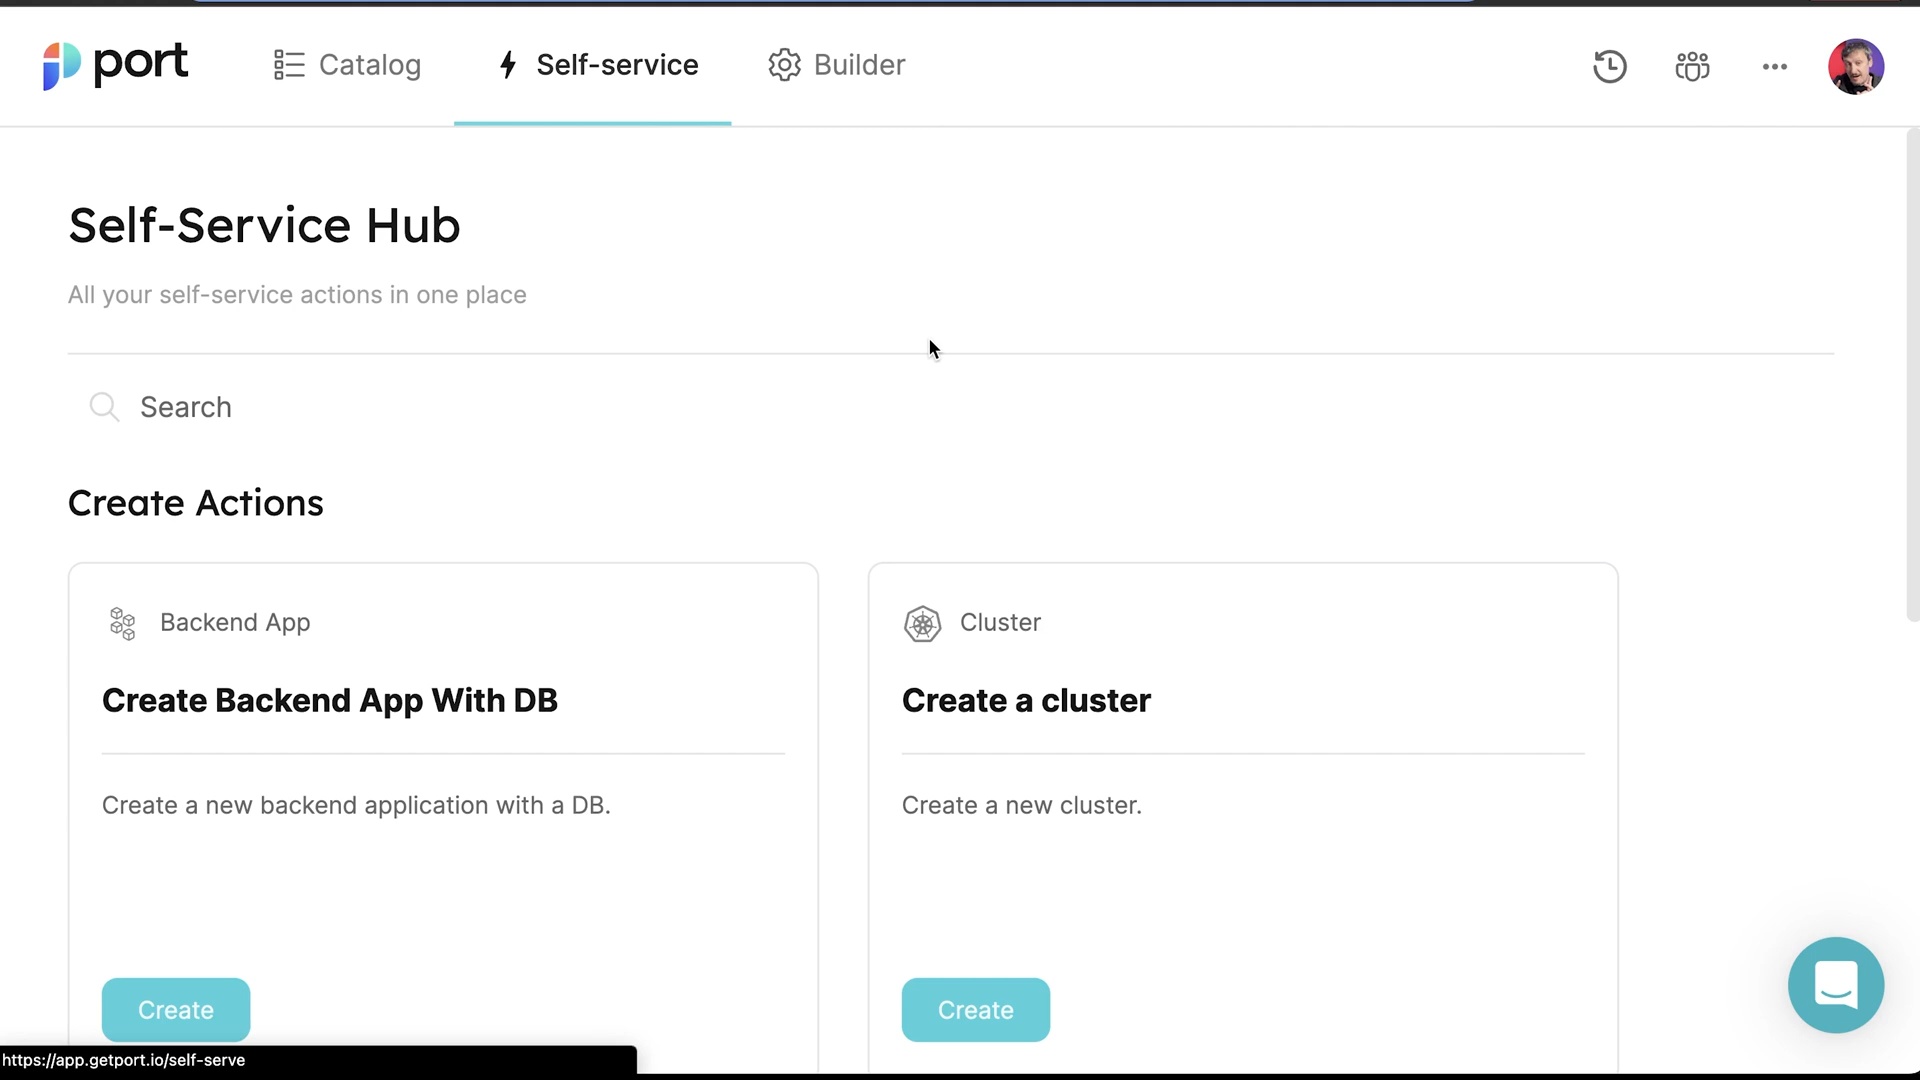 port
Catalog
Self-service
Builder
Self-Service Hub
All your self-service actions in one place
Search
Create Actions
Backend App
Create Backend App With DB
Create a new backend application with a DB.
Create
Cluster
Create a cluster
Create a new cluster.
Create
https://app.getport.io/self-serve